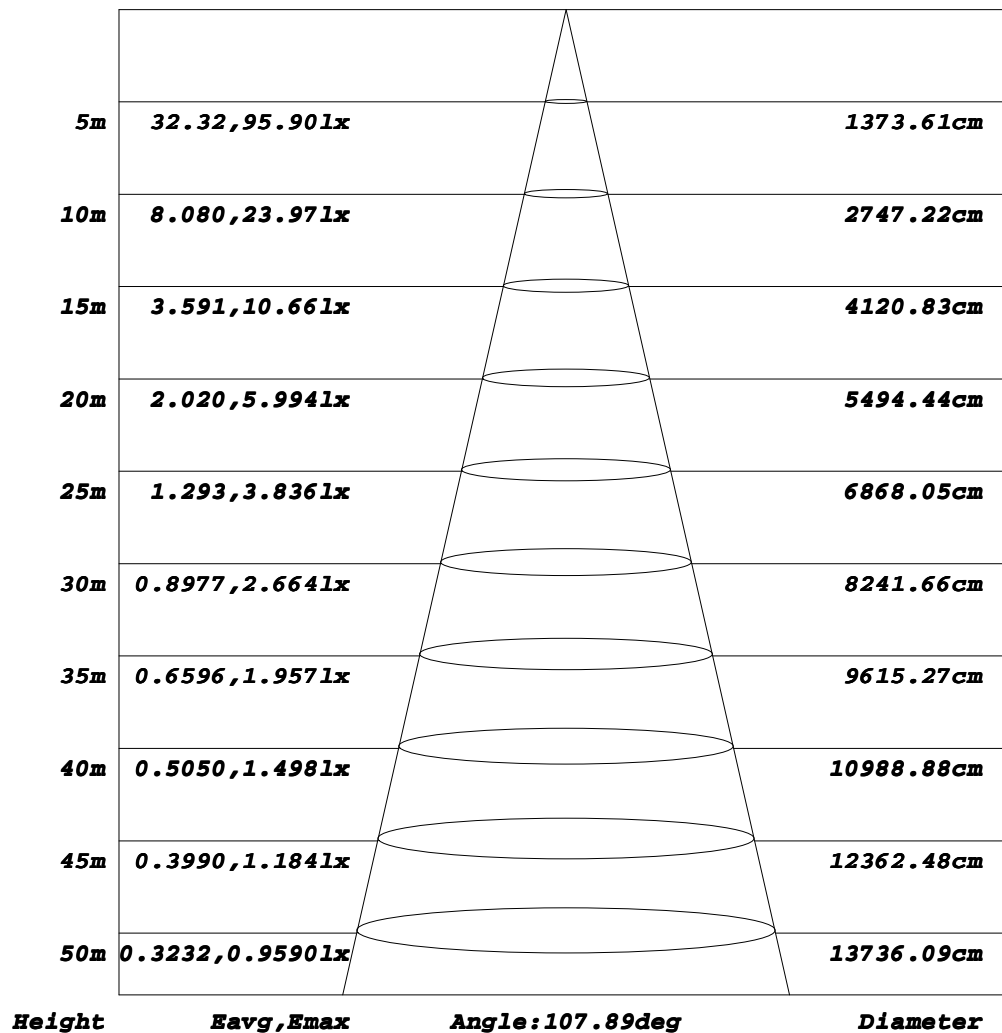 5m 32.32,95.90lx 1373.61cm
10m 8.080,23.97lx 2747.22cm
15m 3.591,10.66lx 4120.83cm
20m 2.020,5.994lx 5494.44cm
25m 1.293,3.836lx 6868.05cm
30m 0.8977,2.664lx 8241.66cm
35m 0.6596,1.957lx 9615.27cm
40m 0.5050,1.498lx 10988.88cm
45m 0.3990,1.184lx 12362.48cm
50m 0.3232,0.9590lx 13736.09cm
Height Eavg,Emax Angle:107.89deg Diameter